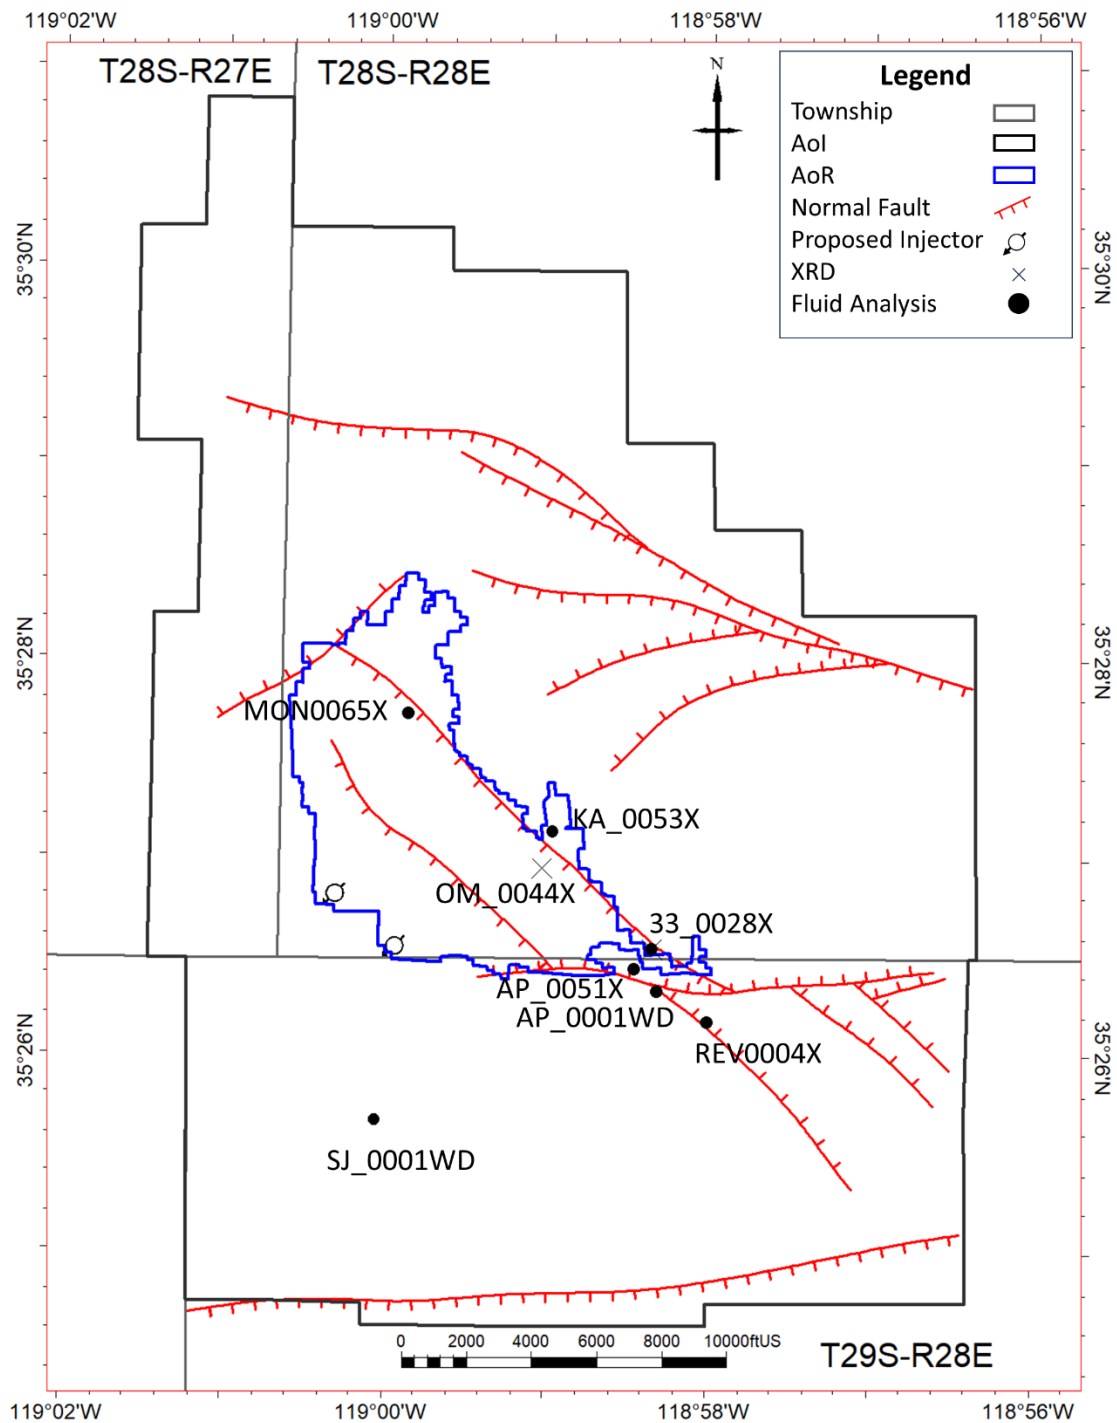 119°02'W
119°00'W
118°58'W
118°56'W
T28S-R27E
T28S-R28E
N
Legend
Township
AoI
AoR
Normal Fault
Proposed Injector
XRD
Fluid Analysis
35°30'N
35°30'N
35°28'N
35°28'N
MON0065X
KA_0053X
OM_0044X
33_0028X
AP_0051X
AP_0001WD
REV0004X
35°26'N
35°26'N
SJ_0001WD
0 2000 4000 6000 8000 10000ftUS
T29S-R28E
119°02'W
119°00'W
118°58'W
118°56'W